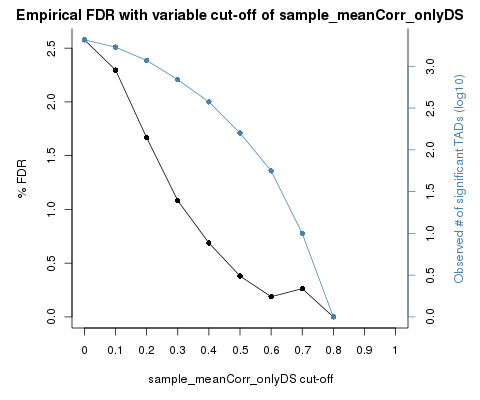 Empirical FDR with variable cut-off of sample_meanCorr_onlyDS
% FDR
2.5
2.0
1.5
1.0
0.5
0.0
3.0
2.5
2.0
1.5
1.0
0.5
0.0
Observed # of significant TADs (log10)
0 0.1 0.2 0.3 0.4 0.5 0.6 0.7 0.8 0.9 1
sample_meanCorr_onlyDS cut-off